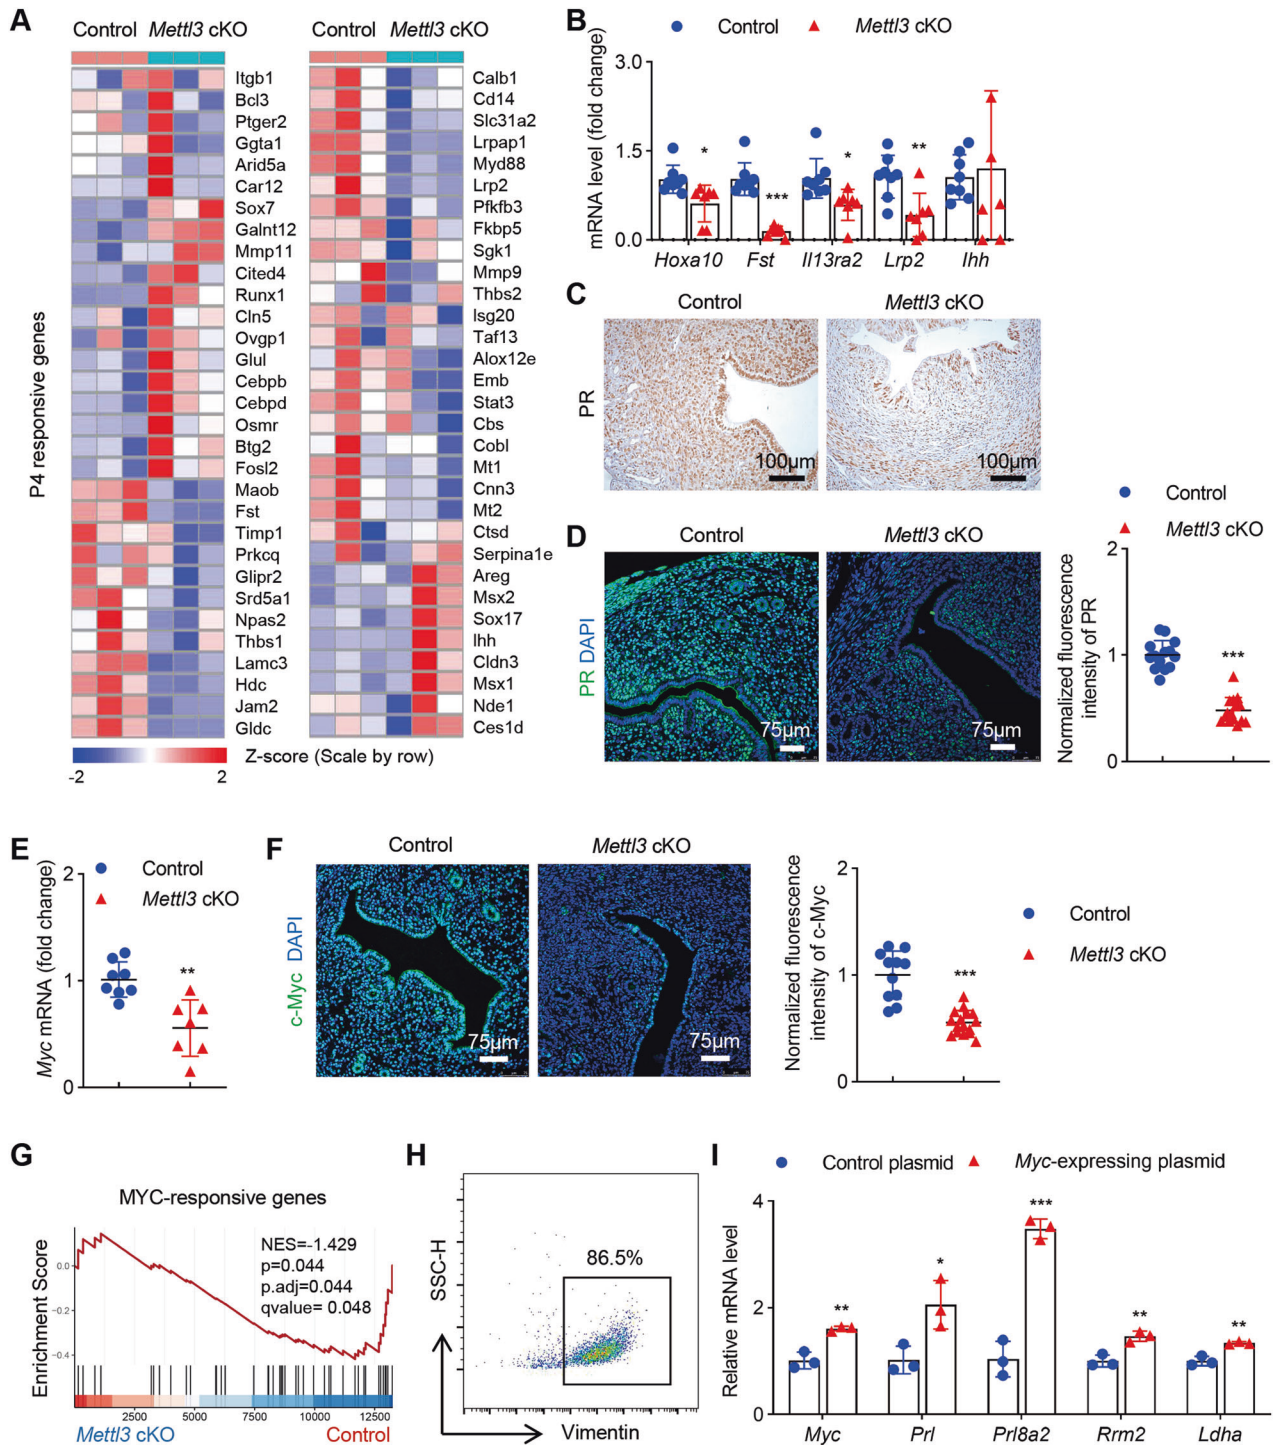 A
Control Mettl3 cKO
Control Mettl3 cKO
P4 responsive genes
Itgb1
Bcl3
Ptger2
Ggta1
Arid5a
Car12
Sox7
Galnt12
Mmp11
Cited4
Runx1
Cln5
Ovgp1
Glul
Cebpb
Cebpd
Osmr
Btg2
Fosl2
Maob
Fst
Timp1
Prkcq
Glipr2
Srd5a1
Npas2
Thbs1
Lamc3
Hdc
Jam2
Gldc
Calb1
Cd14
Slc31a2
Lrpap1
Myd88
Lrp2
Pfkfb3
Fkbp5
Sgk1
Mmp9
Thbs2
Isg20
Taf13
Alox12e
Emb
Stat3
Cbs
Cobl
Mt1
Cnn3
Mt2
Ctsd
Serpina1e
Areg
Msx2
Sox17
Ihh
Cldn3
Msx1
Nde1
Ces1d
Z-score (Scale by row)
-2 2
B
Control Mettl3 cKO
mRNA level (fold change)
3.0
1.5
0.0
* *** * **
Hoxa10 Fst Il13ra2 Lrp2 Ihh
C
Control Mettl3 cKO
PR
100μm 100μm
D
Control Mettl3 cKO
PR DAPI
75μm 75μm
Control
Mettl3 cKO
Normalized fluorescence
intensity of PR
2
1
0
***
E
Control
Mettl3 cKO
Myc mRNA (fold change)
2
1
0
**
F
Control Mettl3 cKO
c-Myc DAPI
75μm 75μm
Normalized fluorescence
intensity of c-Myc
2
1
0
***
Control
Mettl3 cKO
G
MYC-responsive genes
Enrichment Score
0.0
-0.2
-0.4
NES=-1.429
p=0.044
p.adj=0.044
qvalue= 0.048
2500 5000 7500 10000 12500
Mettl3 cKO Control
H
SSC-H
86.5%
Vimentin
I
Control plasmid Myc-expressing plasmid
Relative mRNA level
4
2
0
** * *** ** **
Myc Prl Prl8a2 Rrm2 Ldha